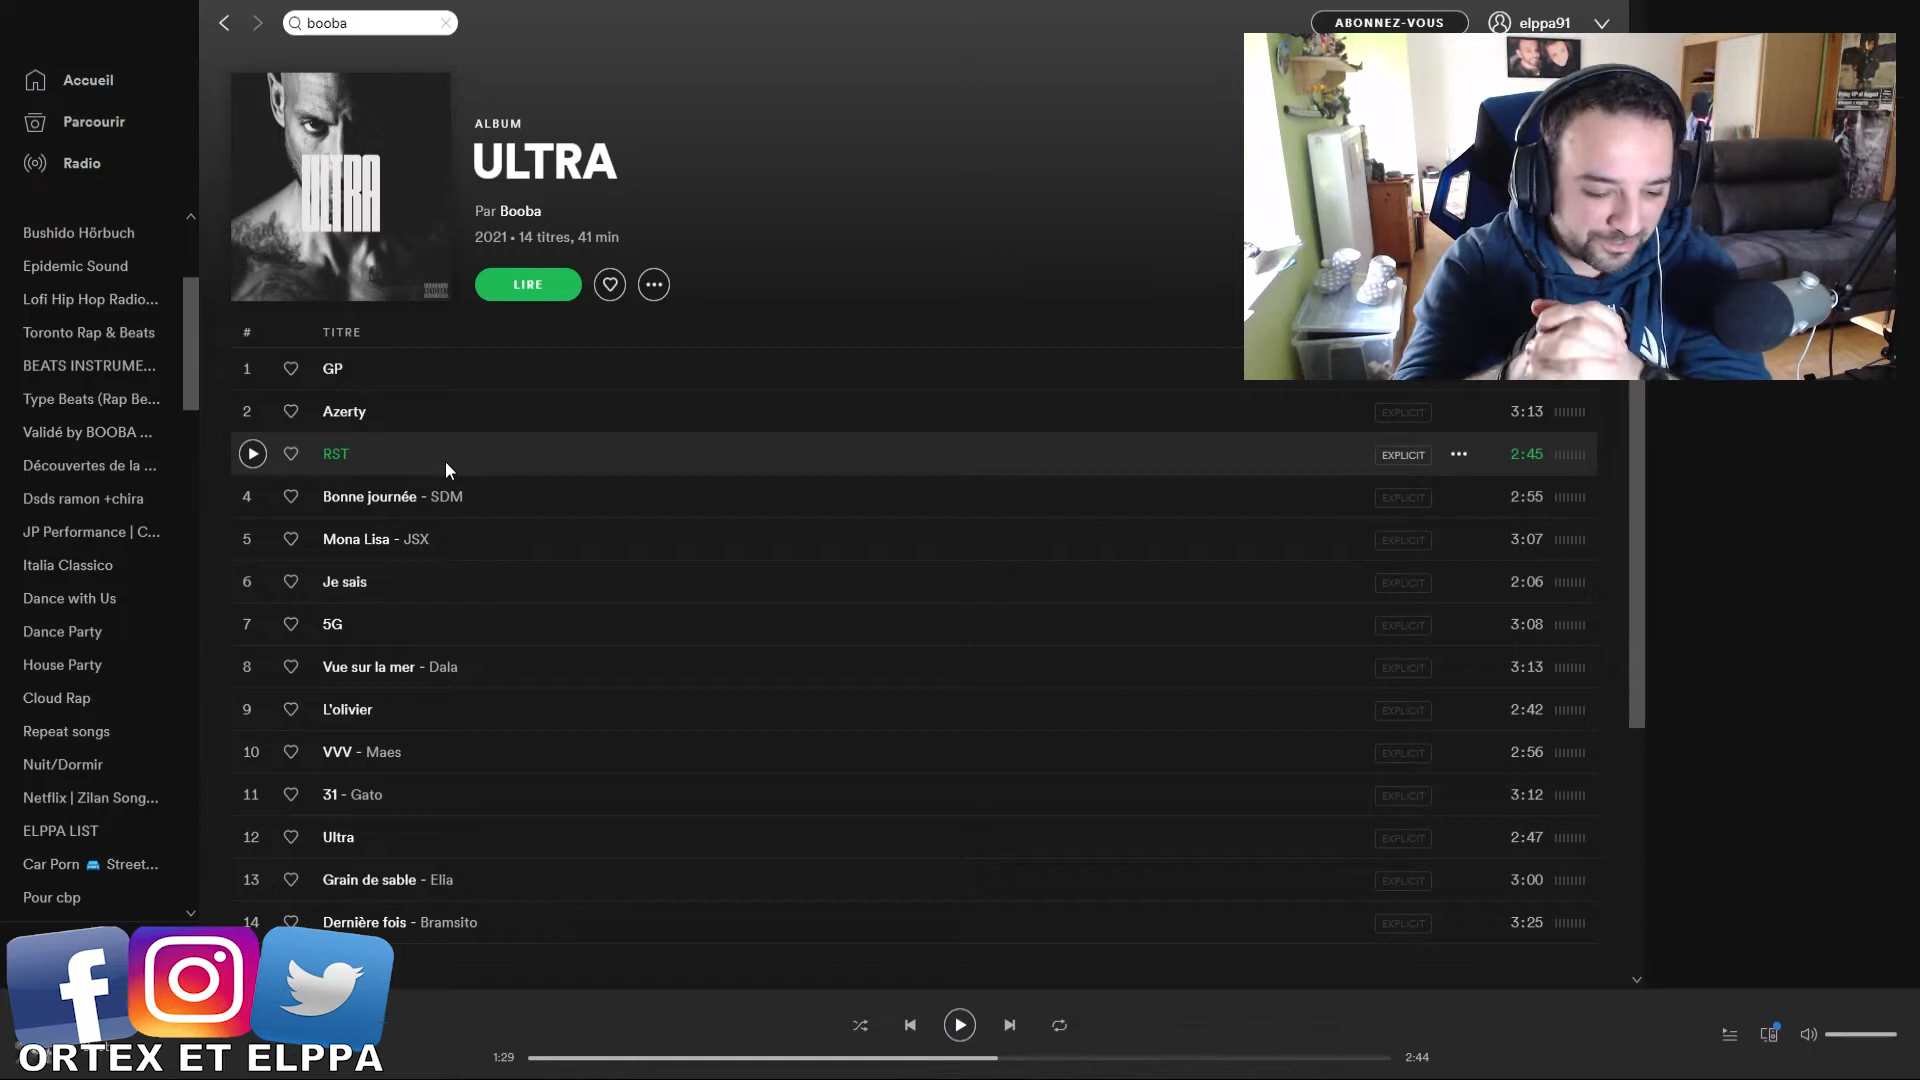 booba
ABONNEZ-VOUS
elppa91
Accueil
Parcourir
Radio
Bushido Hörbuch
Epidemic Sound
Lofi Hip Hop Radio...
Toronto Rap & Beats
BEATS INSTRUME...
Type Beats (Rap Be...
Validé by BOOBA ...
Découvertes de la ...
Dsds ramon +chira
JP Performance | C...
Italia Classico
Dance with Us
Dance Party
House Party
Cloud Rap
Repeat songs
Nuit/Dormir
Netflix | Zilan Song...
ELPPA LIST
Car Porn 🚘 Street...
Pour cbp
ULTRA
ALBUM
ULTRA
Par Booba
2021 • 14 titres, 41 min
LIRE
# TITRE
1 GP
2 Azerty EXPLICIT 3:13
RST EXPLICIT 2:45
4 Bonne journée - SDM EXPLICIT 2:55
5 Mona Lisa - JSX EXPLICIT 3:07
6 Je sais EXPLICIT 2:06
7 5G EXPLICIT 3:08
8 Vue sur la mer - Dala EXPLICIT 3:13
9 L'olivier EXPLICIT 2:42
10 VVV - Maes EXPLICIT 2:56
11 31 - Gato EXPLICIT 3:12
12 Ultra EXPLICIT 2:47
13 Grain de sable - Elia EXPLICIT 3:00
14 Dernière fois - Bramsito EXPLICIT 3:25
f
ORTEX ET ELPPA
1:29
2:44